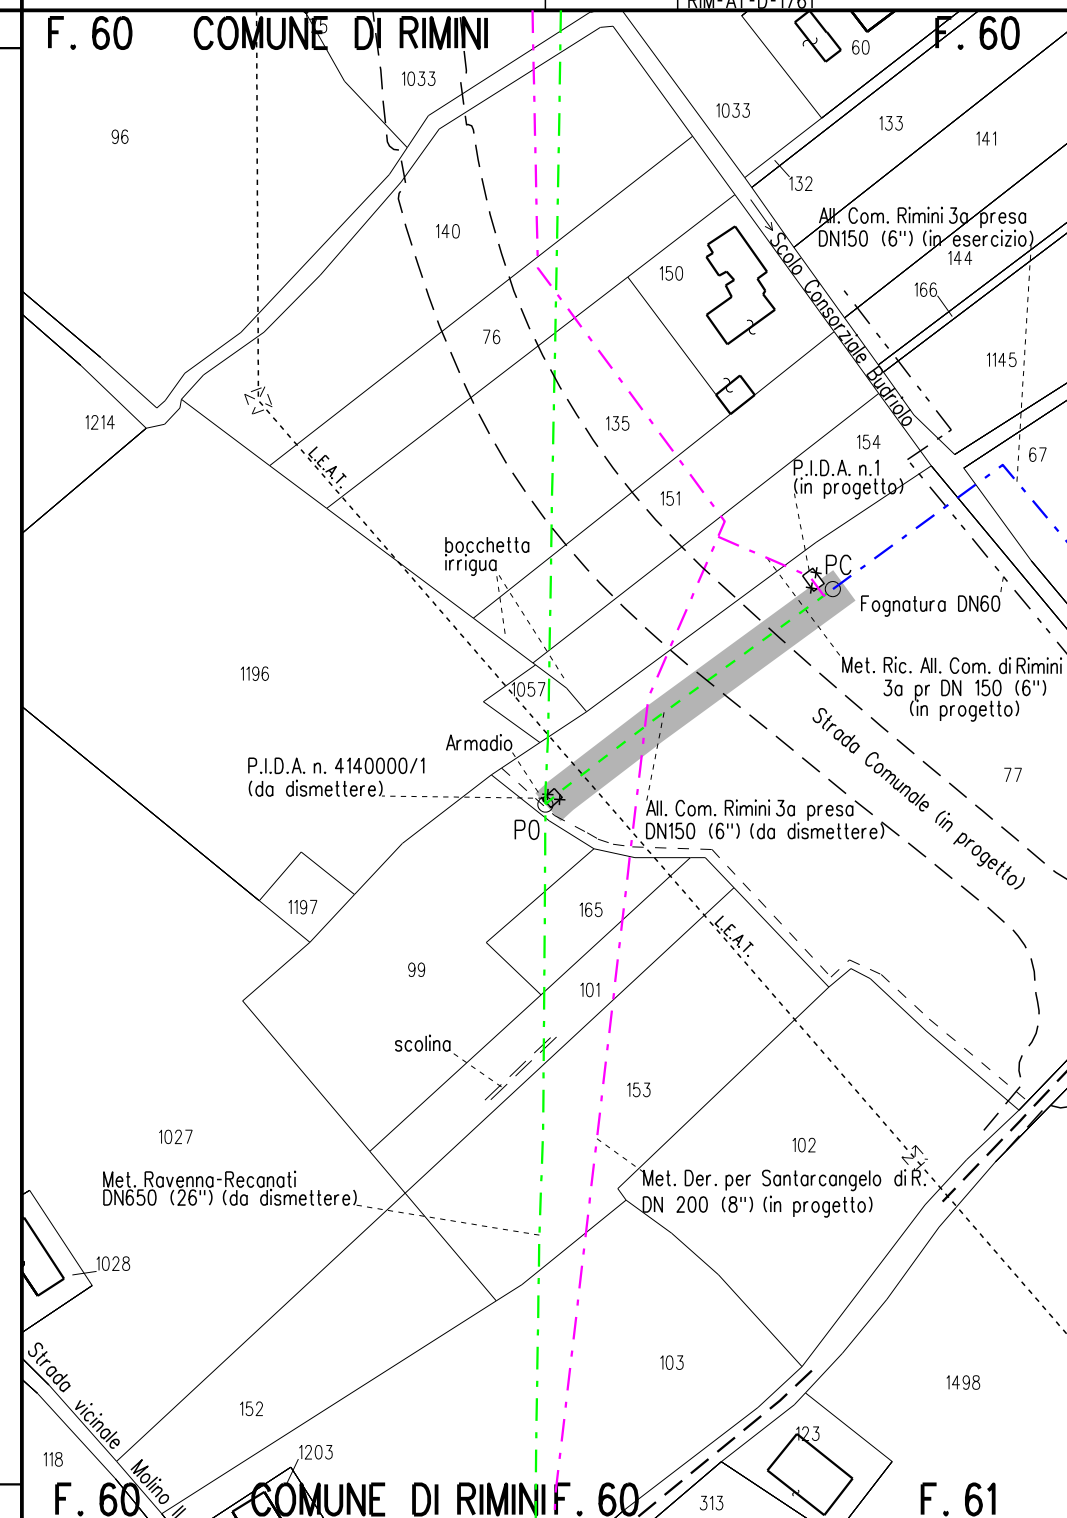 RIM-AT-D-1761
F. 60
COMUNE DI RIMINI
F. 60
1033
60
1033
133
141
96
132
All. Com. Rimini 3a presa
DN150 (6") (in esercizio)
144
140
Scolo Consorziale Budriolo
150
166
76
1145
1214
135
154
67
L.E.A.T.
P.I.D.A. n.1
(in progetto)
151
bocchetta
irrigua
PC
Fognatura DN60
1196
1057
Met. Ric. All. Com. di Rimini
3a pr DN 150 (6")
(in progetto)
Armadio
Strada Comunale (in progetto)
P.I.D.A. n. 4140000/1
(da dismettere)
77
All. Com. Rimini 3a presa
DN150 (6") (da dismettere)
PO
1197
165
L.E.A.T.
99
101
scolina
153
1027
102
Met. Ravenna-Recanati
DN650 (26") (da dismettere)
Met. Der. per Santarcangelo di R.
DN 200 (8") (in progetto)
1028
Strada vicinale Molino II
103
1498
152
123
118
1203
313
F. 60
COMUNE DI RIMINI
F. 60
F. 61